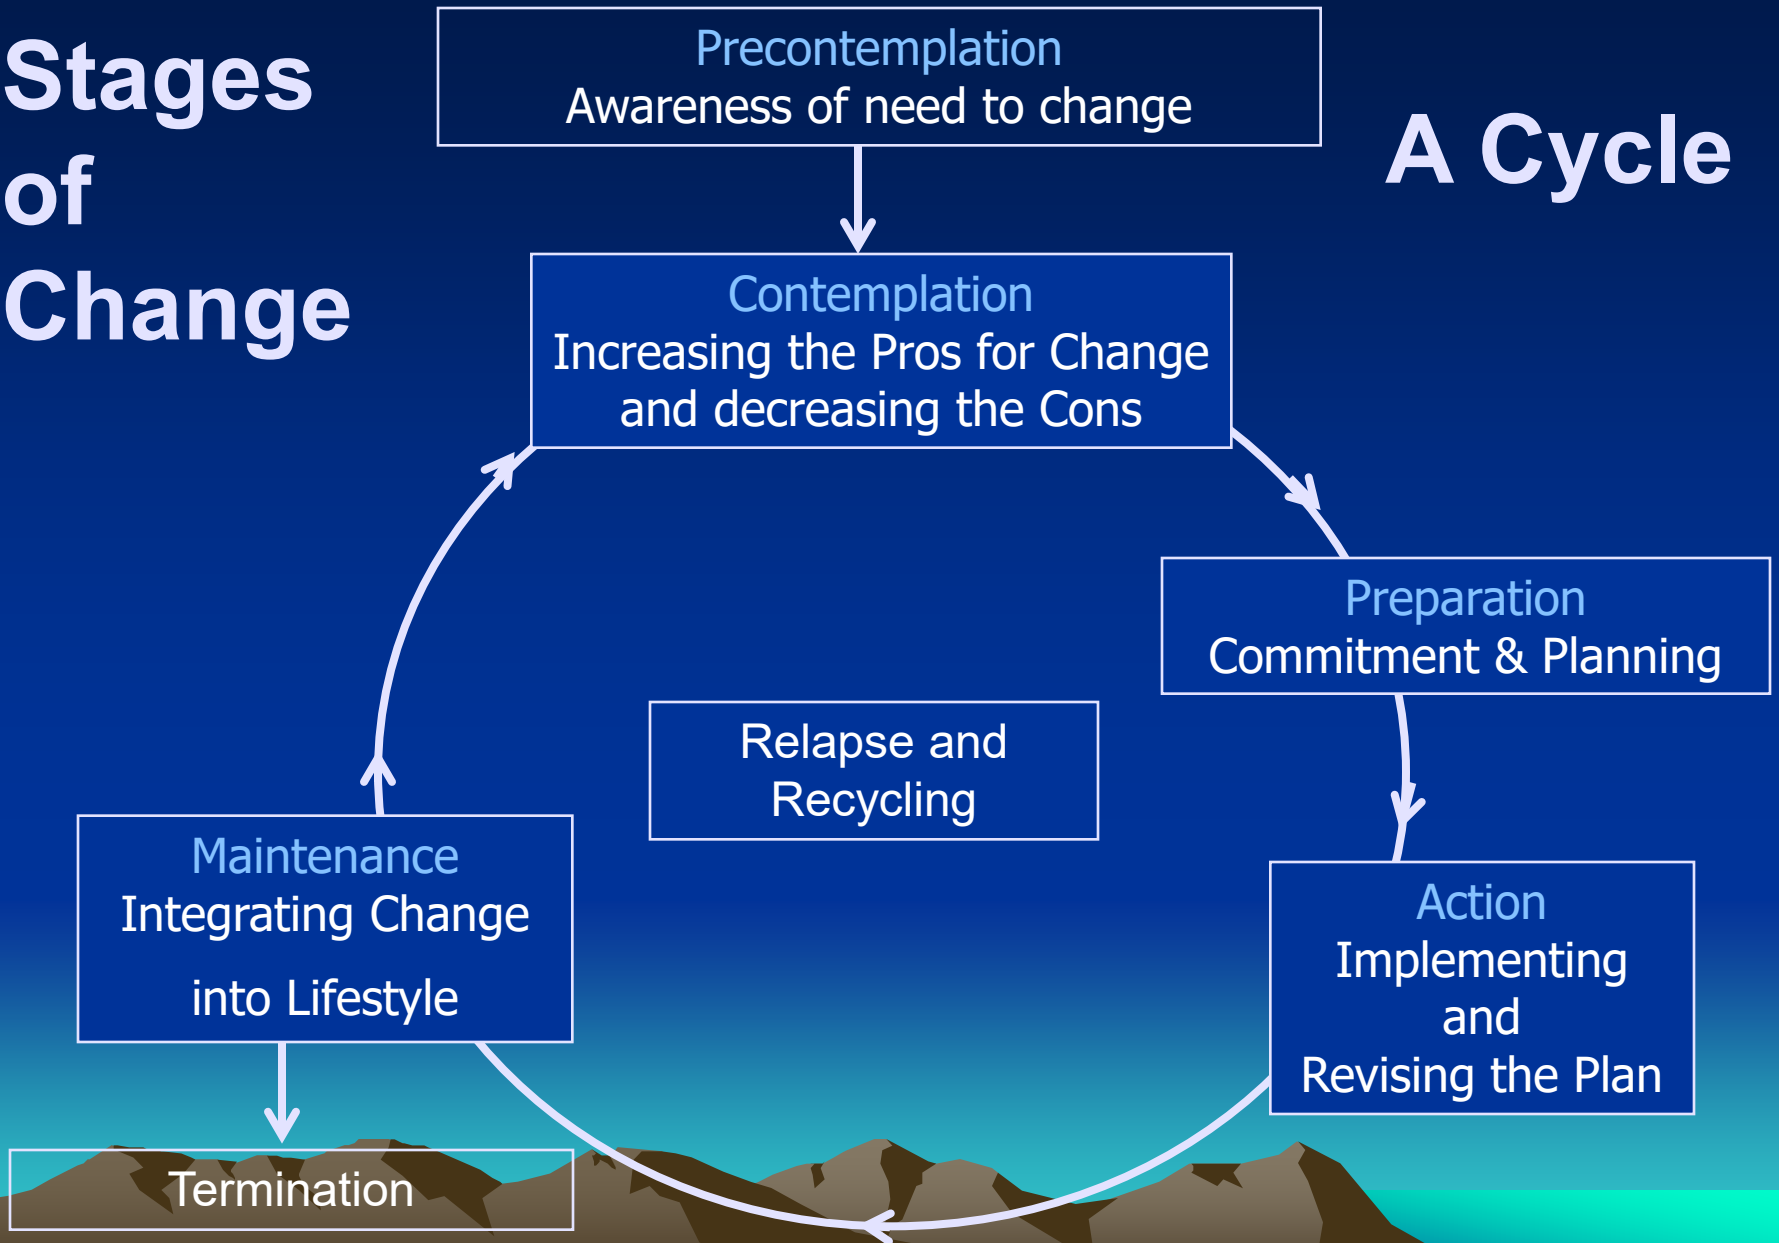 Stages
of
Change
A Cycle
Precontemplation
Awareness of need to change
Contemplation
Increasing the Pros for Change
and decreasing the Cons
Preparation
Commitment & Planning
Relapse and
Recycling
Maintenance
Integrating Change
into Lifestyle
Action
Implementing
and
Revising the Plan
Termination